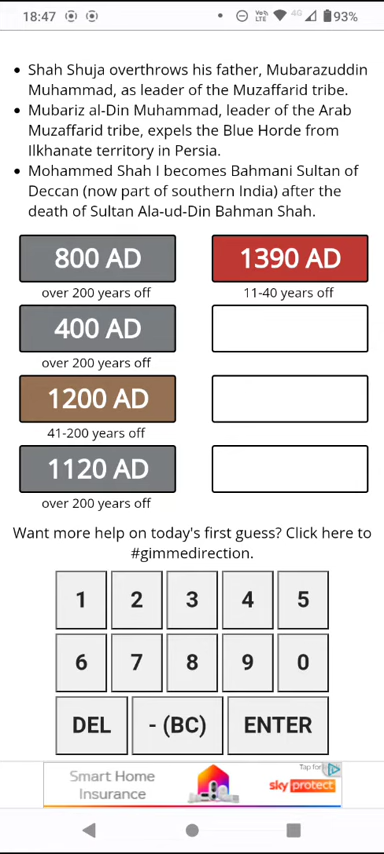 18:47 4G 93%
• Shah Shuja overthrows his father, Mubarazuddin
Muhammad, as leader of the Muzaffarid tribe.
• Mubariz al-Din Muhammad, leader of the Arab
Muzaffarid tribe, expels the Blue Horde from
Ilkhanate territory in Persia.
• Mohammed Shah I becomes Bahmani Sultan of
Deccan (now part of southern India) after the
death of Sultan Ala-ud-Din Bahman Shah.
800 AD 1390 AD
over 200 years off 11-40 years off
400 AD
over 200 years off
1200 AD
41-200 years off
1120 AD
over 200 years off
Want more help on today's first guess? Click here to
#gimmedirection.
1 2 3 4 5
6 7 8 9 0
DEL - (BC) ENTER
Smart Home
Insurance
Tap for
sky protect